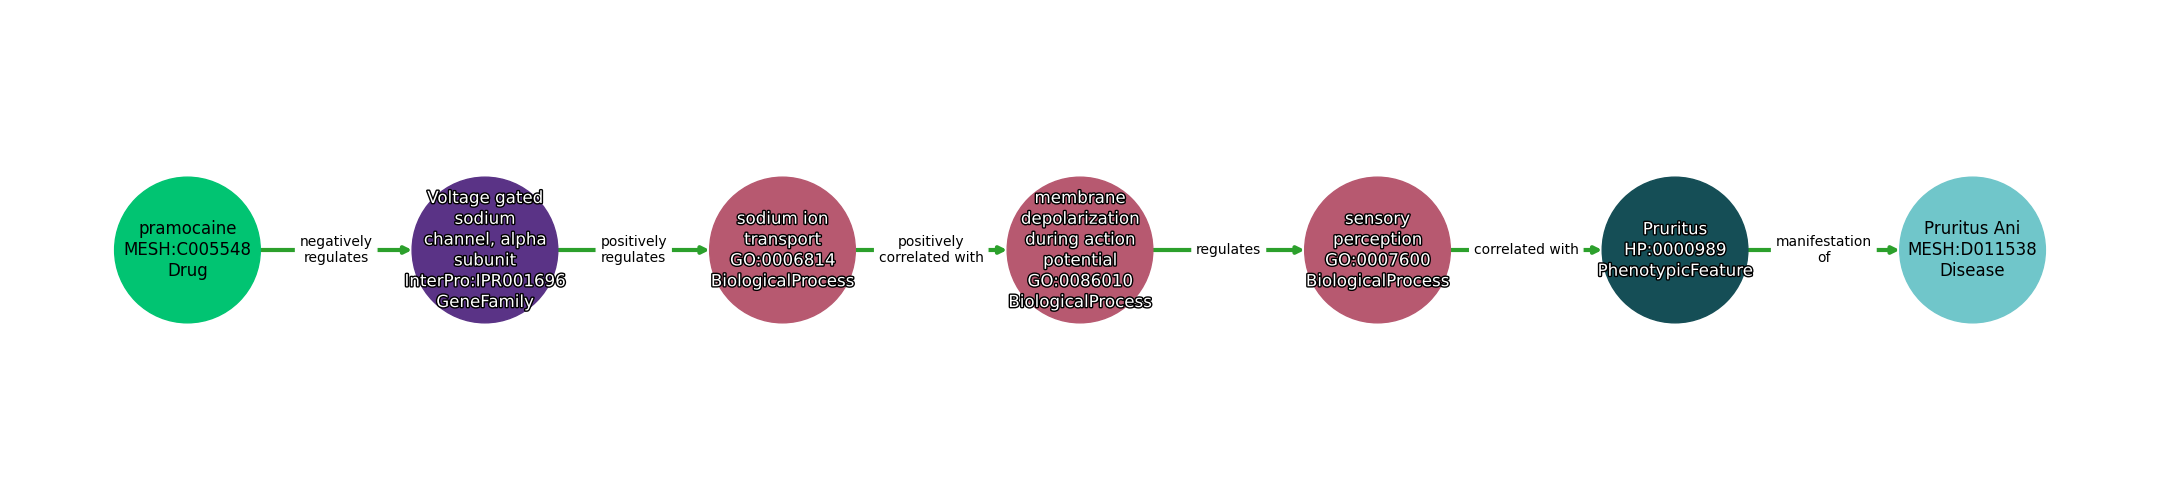 pramocaine
MESH:C005548
Drug
negatively
regulates
Voltage gated
sodium
channel, alpha
subunit
InterPro:IPR001696
GeneFamily
positively
regulates
sodium ion
transport
GO:0006814
BiologicalProcess
positively
correlated with
membrane
depolarization
during action
potential
GO:0086010
BiologicalProcess
regulates
sensory
perception
GO:0007600
BiologicalProcess
correlated with
Pruritus
HP:0000989
PhenotypicFeature
manifestation
of
Pruritus Ani
MESH:D011538
Disease